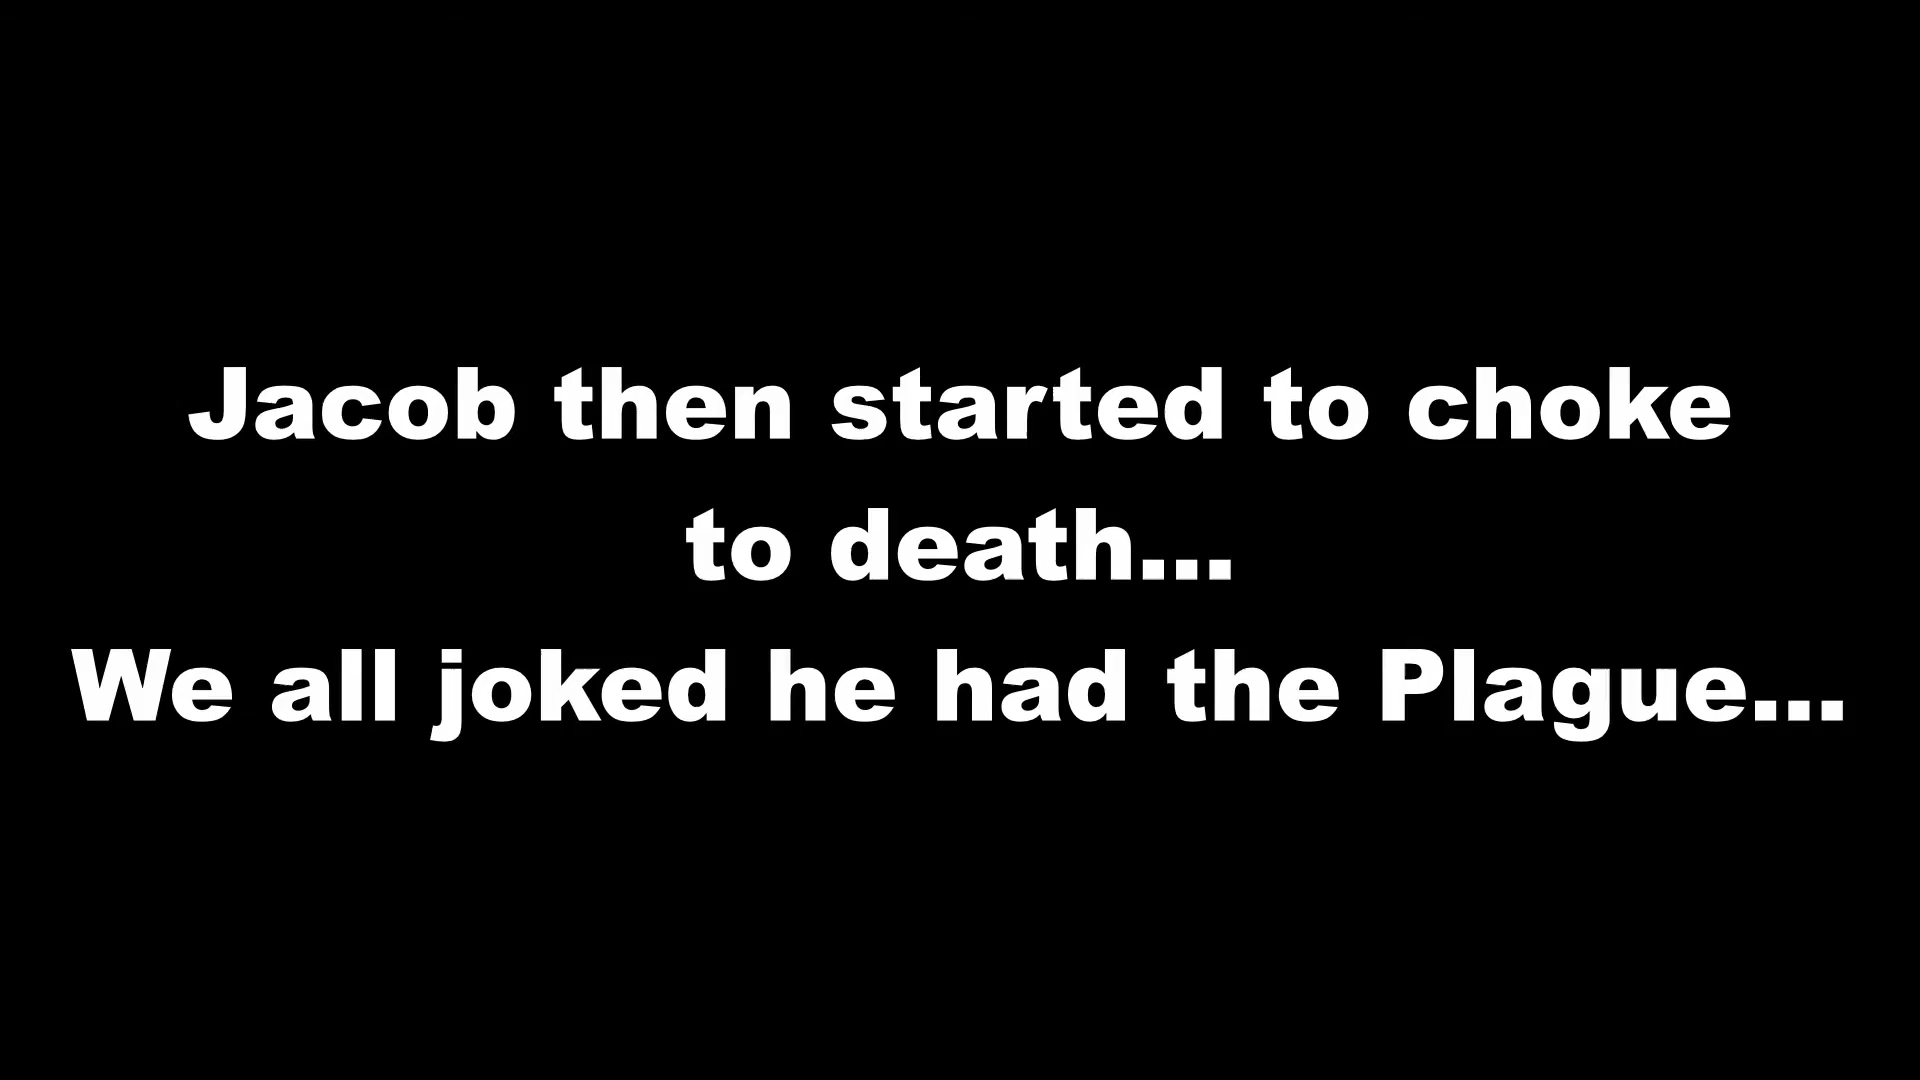 Jacob then started to choke
to death...
We all joked he had the Plague...